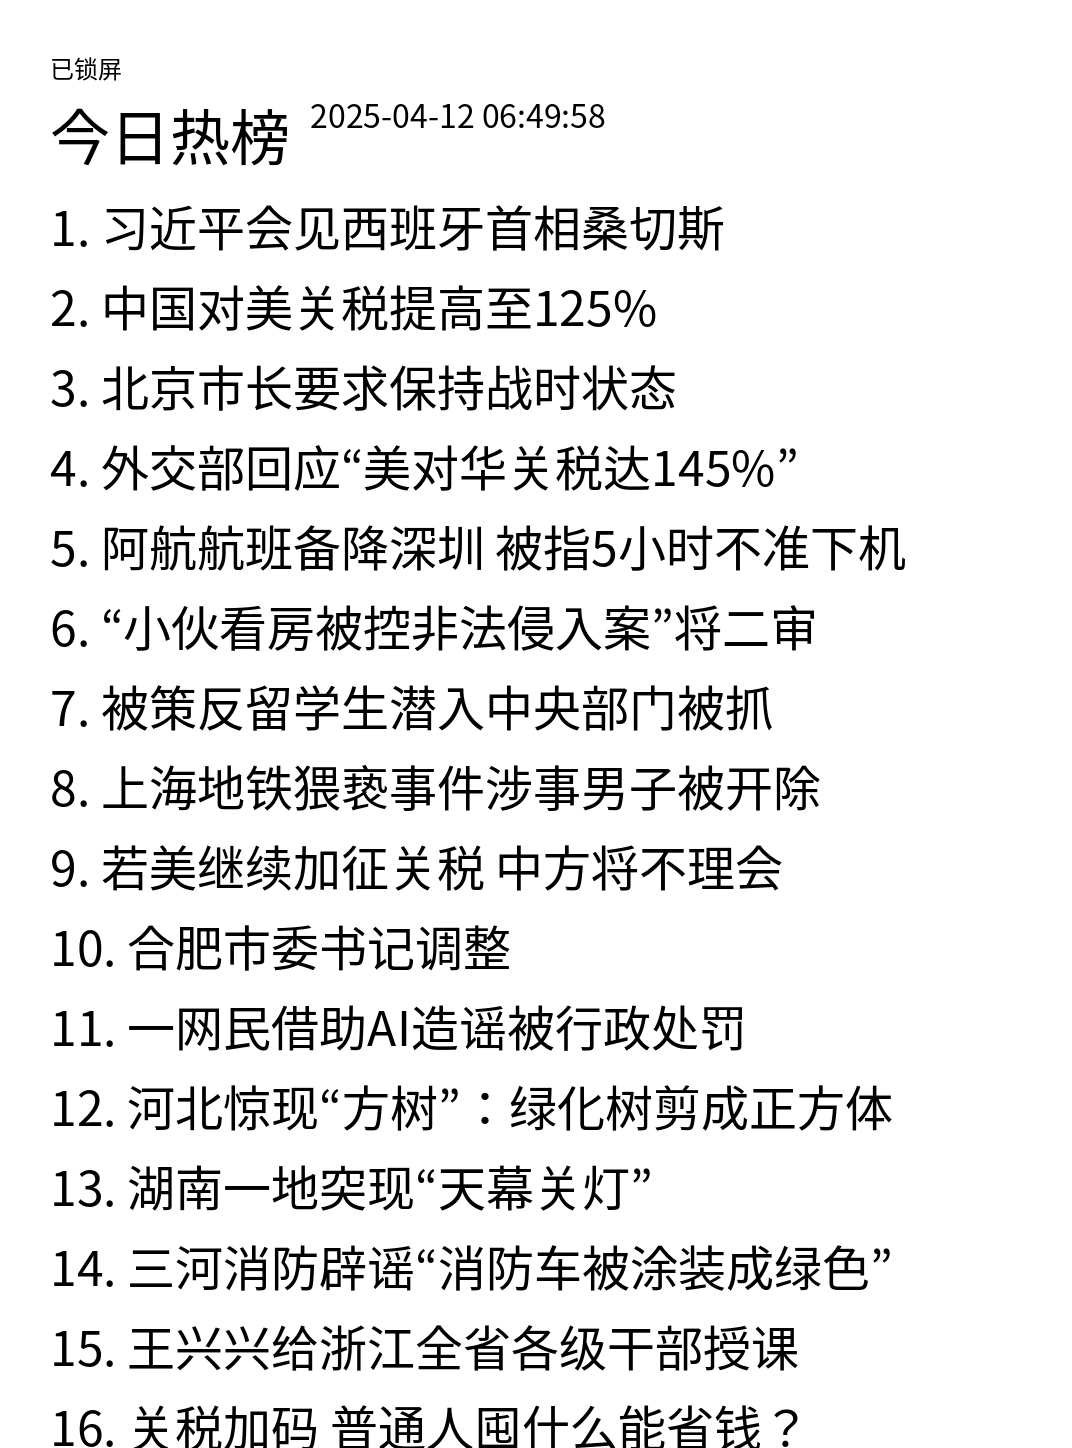 已锁屏
今日热榜 2025-04-12 06:49:58
1. 习近平会见西班牙首相桑切斯
2. 中国对美关税提高至125%
3. 北京市长要求保持战时状态
4. 外交部回应“美对华关税达145%”
5. 阿航航班备降深圳 被指5小时不准下机
6. “小伙看房被控非法侵入案”将二审
7. 被策反留学生潜入中央部门被抓
8. 上海地铁猥亵事件涉事男子被开除
9. 若美继续加征关税 中方将不理会
10. 合肥市委书记调整
11. 一网民借助AI造谣被行政处罚
12. 河北惊现“方树”：绿化树剪成正方体
13. 湖南一地突现“天幕关灯”
14. 三河消防辟谣“消防车被涂装成绿色”
15. 王兴兴给浙江全省各级干部授课
16. 关税加码 普通人囤什么能省钱？